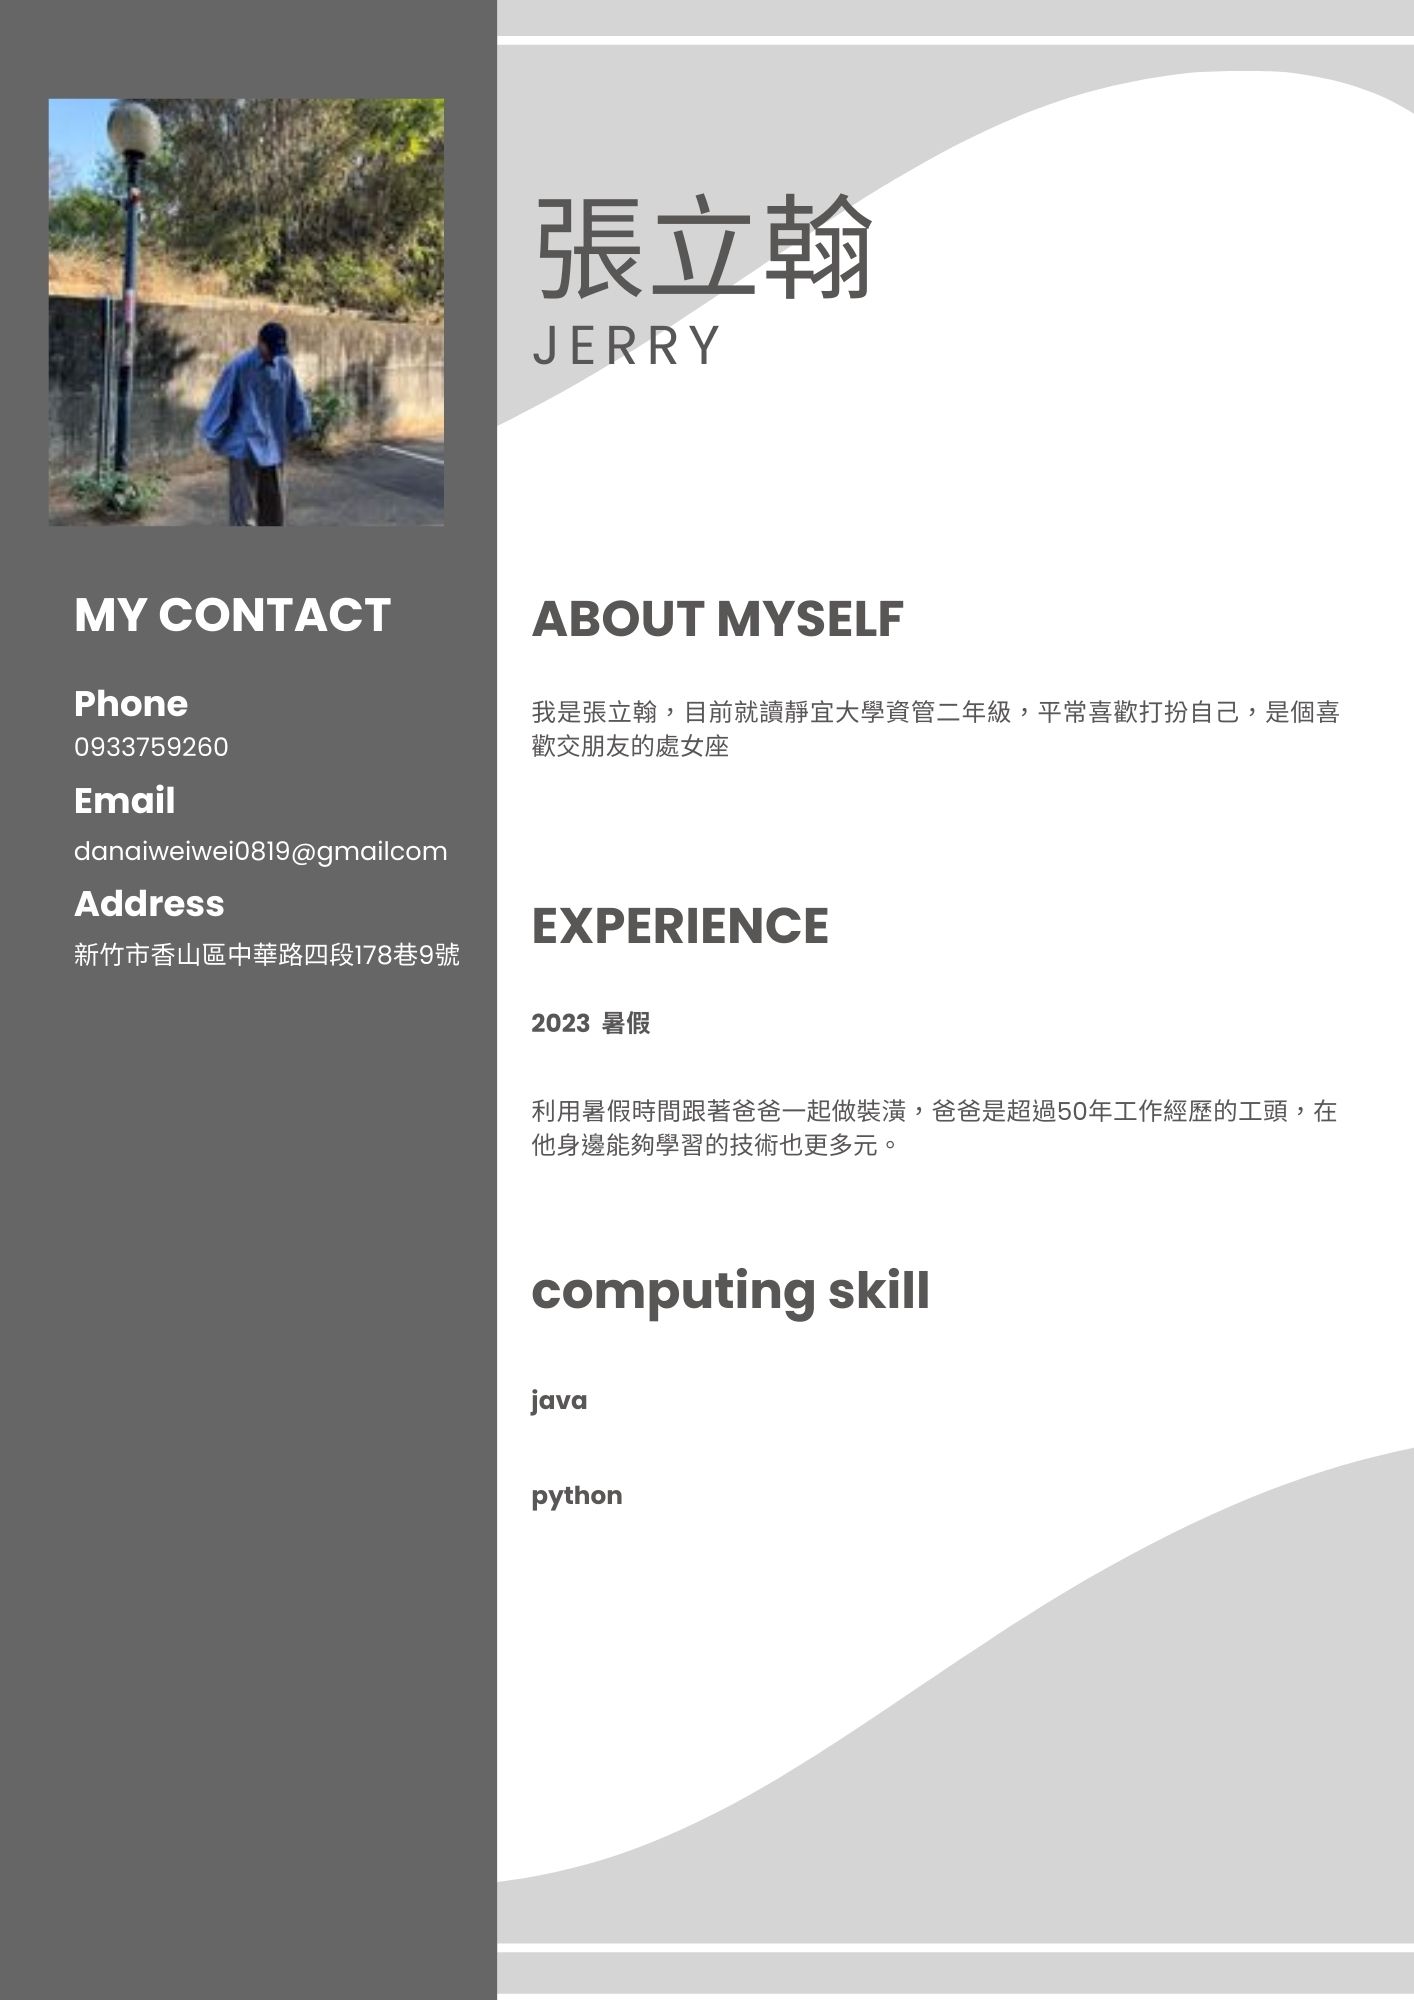 張立翰
JERRY
MY CONTACT
Phone
0933759260
Email
danaiweiwei0819@gmailcom
Address
新竹市香山區中華路四段178巷9號
ABOUT MYSELF
我是張立翰，目前就讀靜宜大學資管二年級，平常喜歡打扮自己，是個喜
歡交朋友的處女座
EXPERIENCE
2023 暑假
利用暑假時間跟著爸爸一起做裝潢，爸爸是超過50年工作經歷的工頭，在
他身邊能夠學習的技術也更多元。
computing skill
java
python